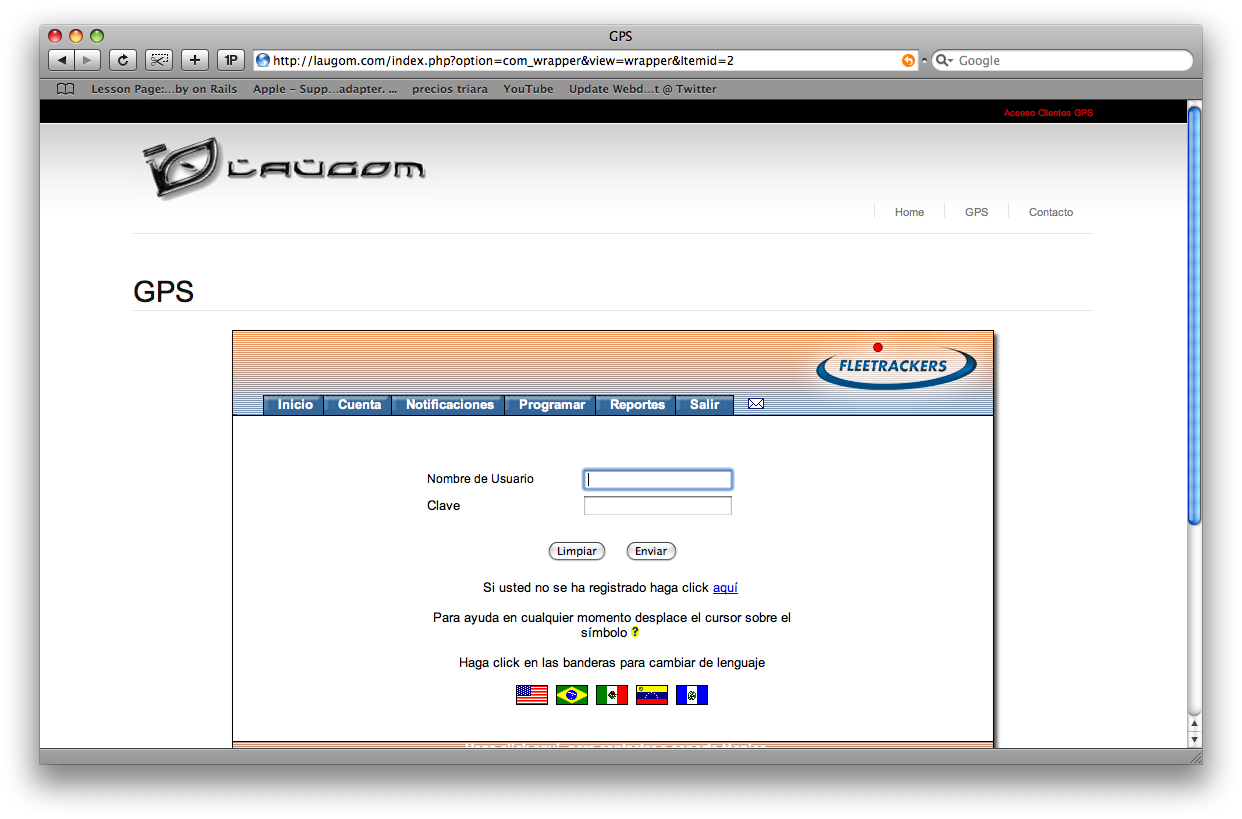 GPS
1P
http://laugom.com/index.php?option=com_wrapper&view=wrapper&Itemid=2
Google
Lesson Page:...by on Rails Apple – Supp...adapter. ... precios triara YouTube Update Webd...t @ Twitter
Acceso Clientes GPS
LAUGOM
Home GPS Contacto
GPS
FLEETRACKERS
Inicio Cuenta Notificaciones Programar Reportes Salir
Nombre de Usuario
Clave
Limpiar Enviar
Si usted no se ha registrado haga click aquí
Para ayuda en cualquier momento desplace el cursor sobre el
símbolo ?
Haga click en las banderas para cambiar de lenguaje